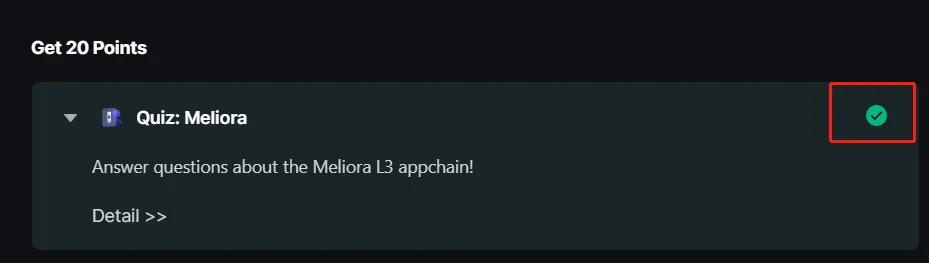 Get 20 Points
Quiz: Meliora
Answer questions about the Meliora L3 appchain!
Detail >>